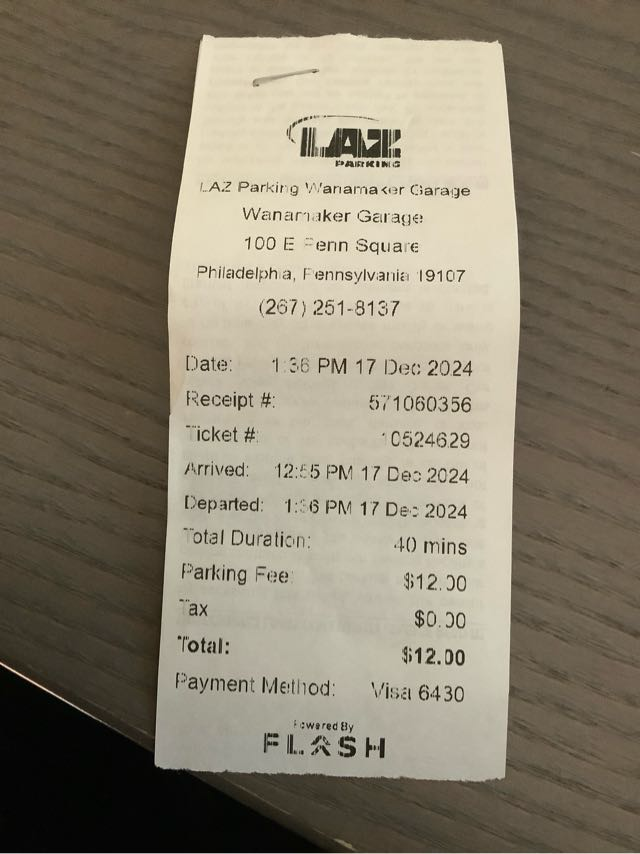 LAZ
PARKING
LAZ Parking Wanamaker Garage
Wanamaker Garage
100 E Penn Square
Philadelphia, Pennsylvania 19107
(267) 251-8137
Date: 1:36 PM 17 Dec 2024
Receipt #: 571060356
Ticket #: 10524629
Arrived: 12:55 PM 17 Dec 2024
Departed: 1:36 PM 17 Dec 2024
Total Duration: 40 mins
Parking Fee: $12.00
Tax $0.00
Total: $12.00
Payment Method: Visa 6430
Powered By
FLASH